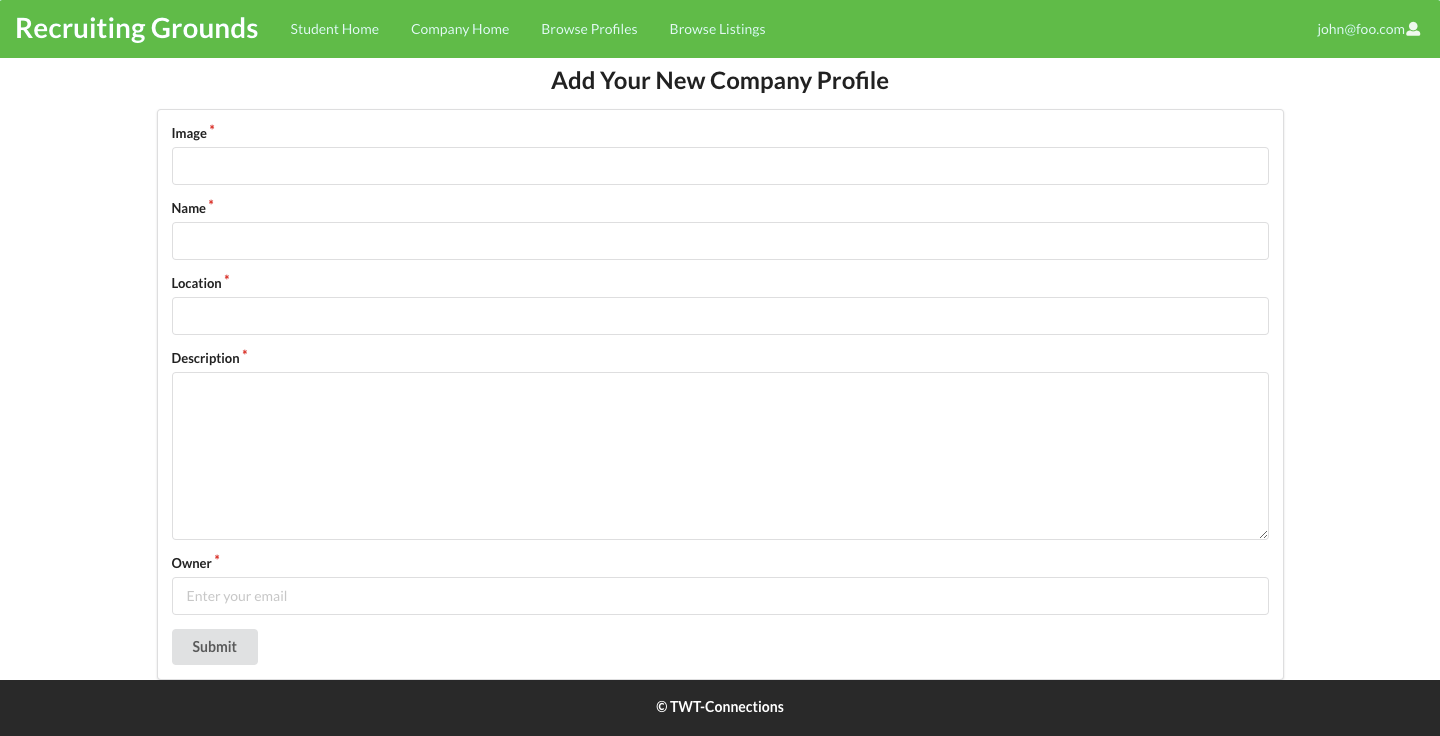 Recruiting Grounds Student Home Company Home Browse Profiles Browse Listings john@foo.com
Add Your New Company Profile
Image *
Name *
Location *
Description *
Owner *
Enter your email
Submit
© TWT-Connections